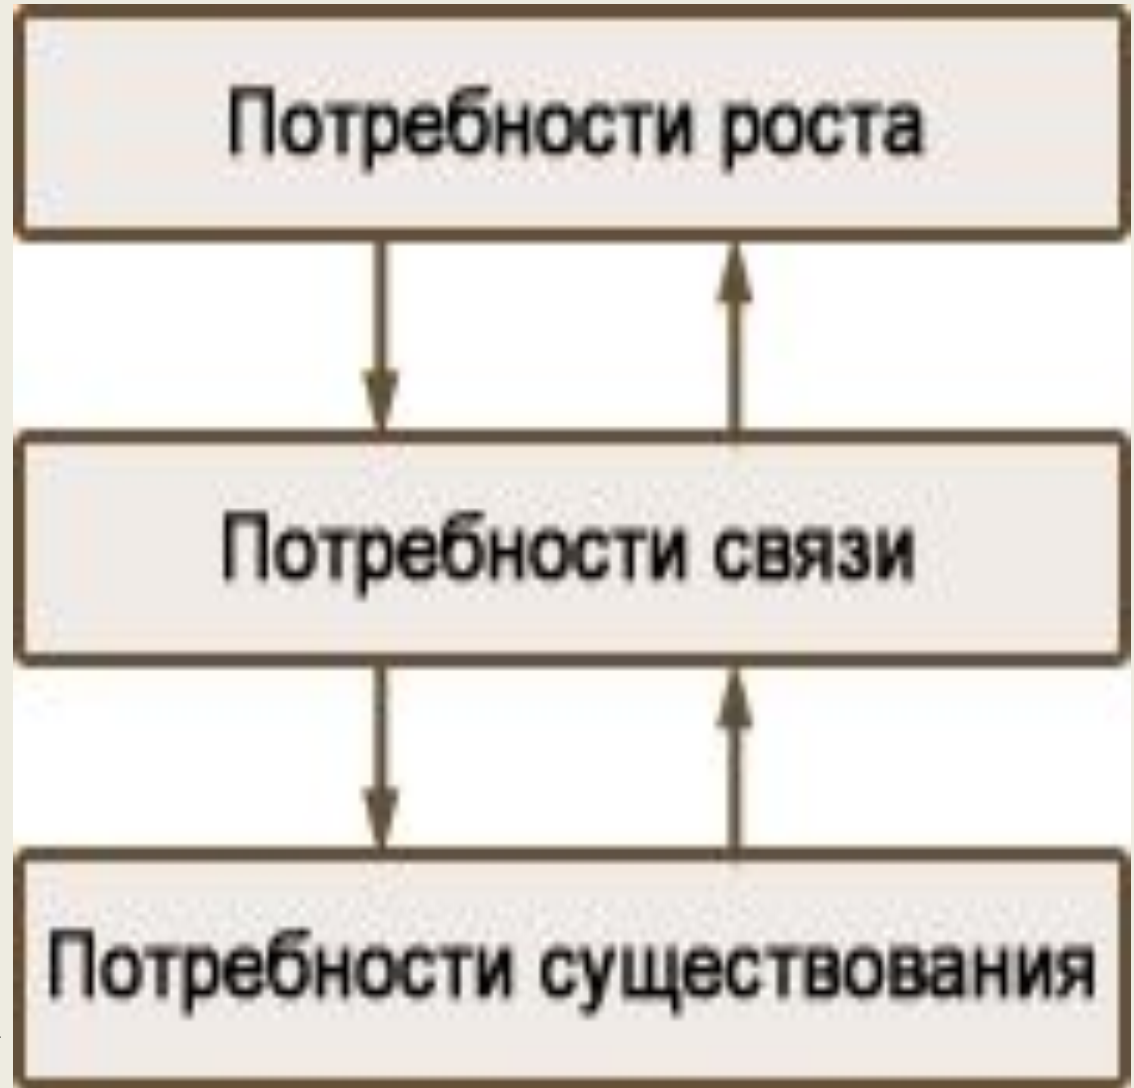 Потребности роста
Потребности связи
Потребности существования